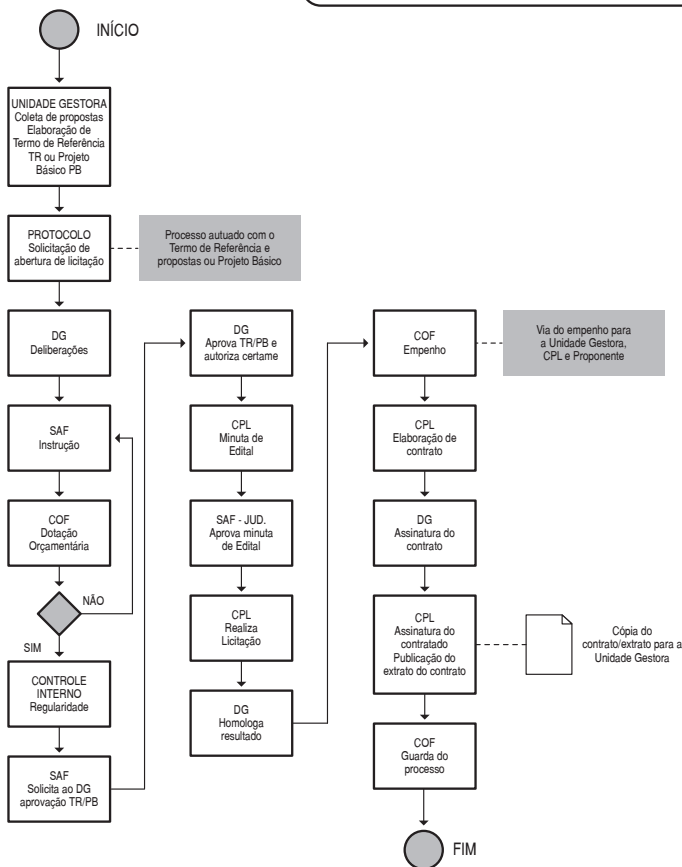 INÍCIO
UNIDADE GESTORA
Coleta de propostas
Elaboração de
Termo de Referência
TR ou Projeto
Básico PB
PROTOCOLO
Solicitação de
abertura de licitação
Processo autuado com o
Termo de Referência e
propostas ou Projeto Básico
DG
Deliberações
SAF
Instrução
COF
Dotação
Orçamentária
NÃO
SIM
CONTROLE
INTERNO
Regularidade
SAF
Solicita ao DG
aprovação TR/PB
DG
Aprova TR/PB e
autoriza certame
CPL
Minuta de
Edital
SAF - JUD.
Aprova minuta
de Edital
CPL
Realiza
Licitação
DG
Homologa
resultado
COF
Empenho
Via do empenho para
a Unidade Gestora,
CPL e Proponente
CPL
Elaboração de
contrato
DG
Assinatura do
contrato
CPL
Assinatura do
contratado
Publicação do
extrato do contrato
Cópia do
contrato/extrato para a
Unidade Gestora
COF
Guarda do
processo
FIM